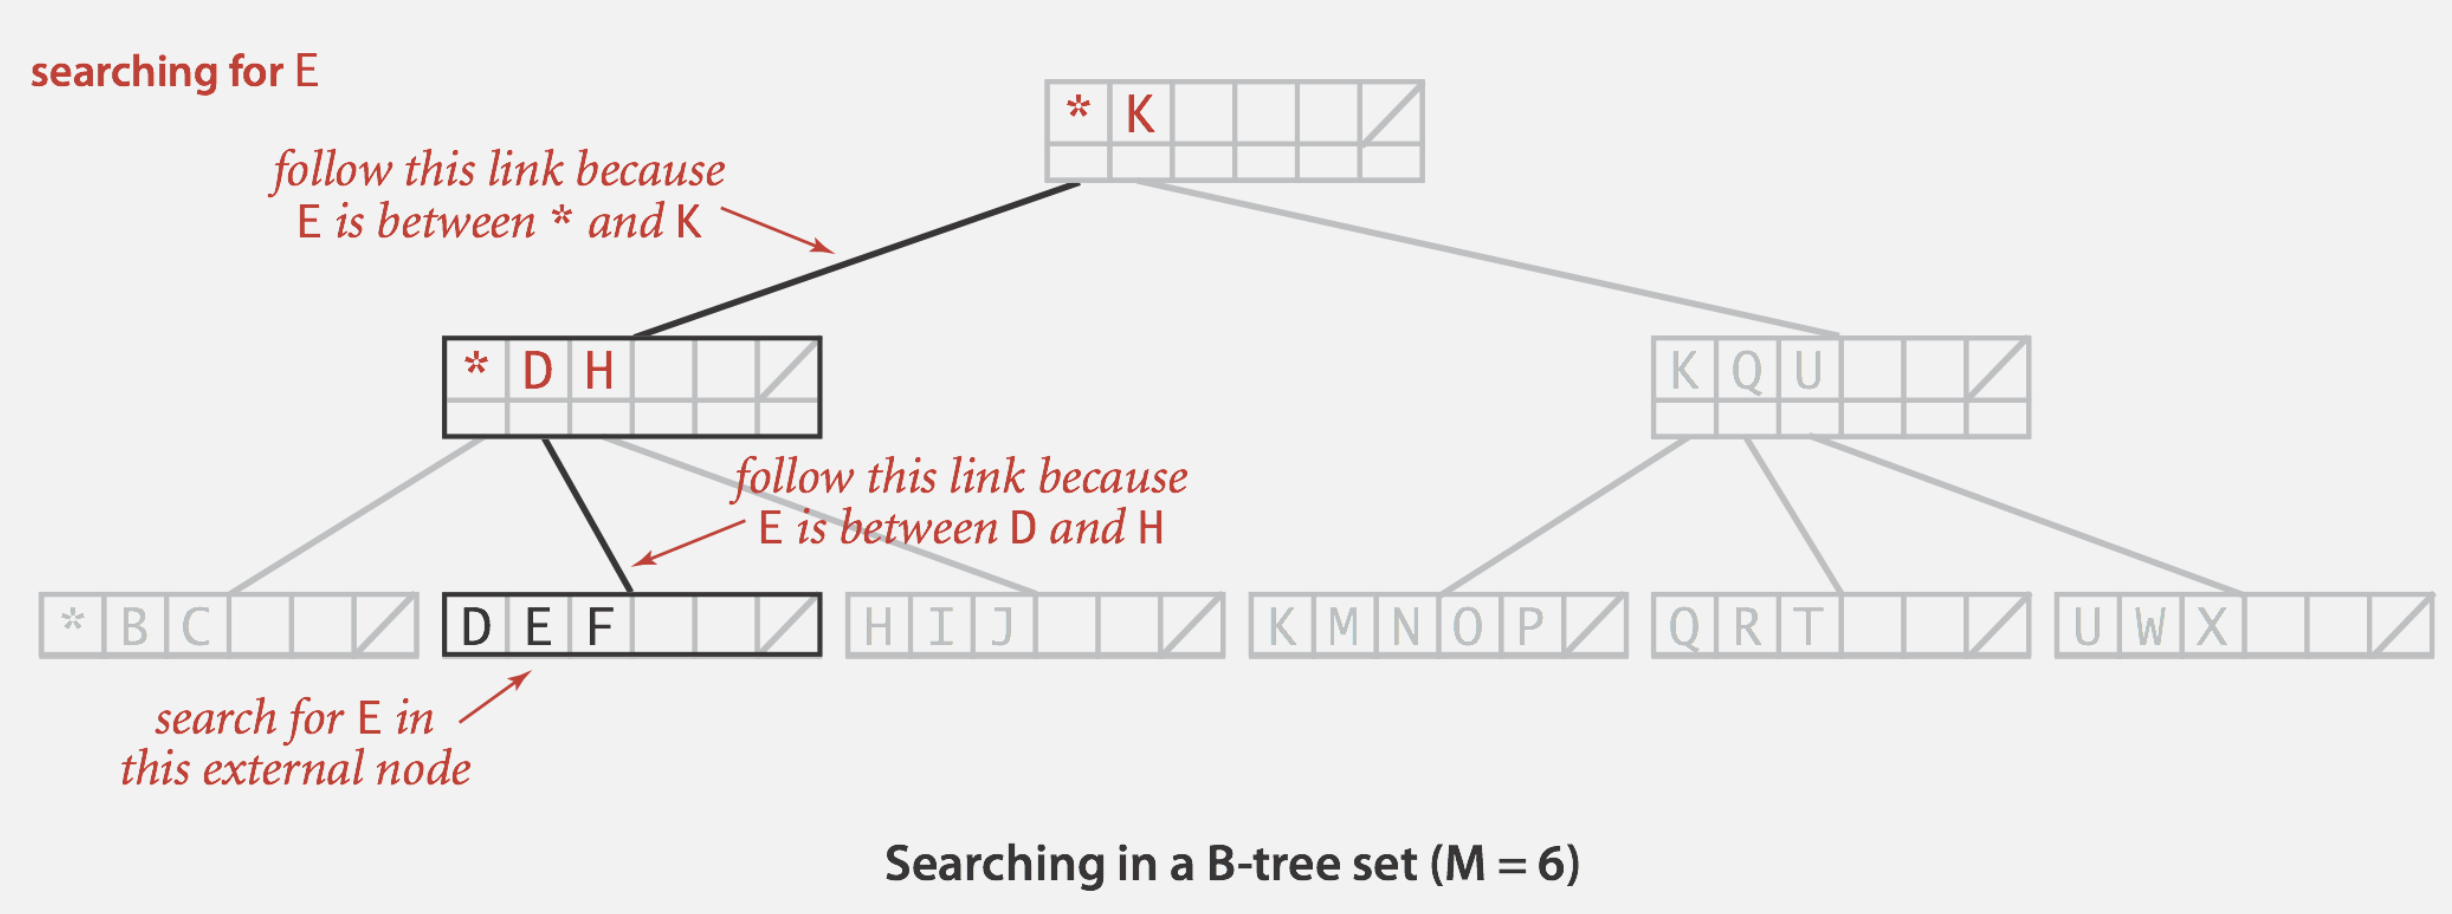 searching for E
* K
follow this link because
E is between * and K
* D H
K Q U
follow this link because
E is between D and H
* B C
D E F
H I J
K M N O P
Q R T
U W X
search for E in
this external node
Searching in a B-tree set (M = 6)